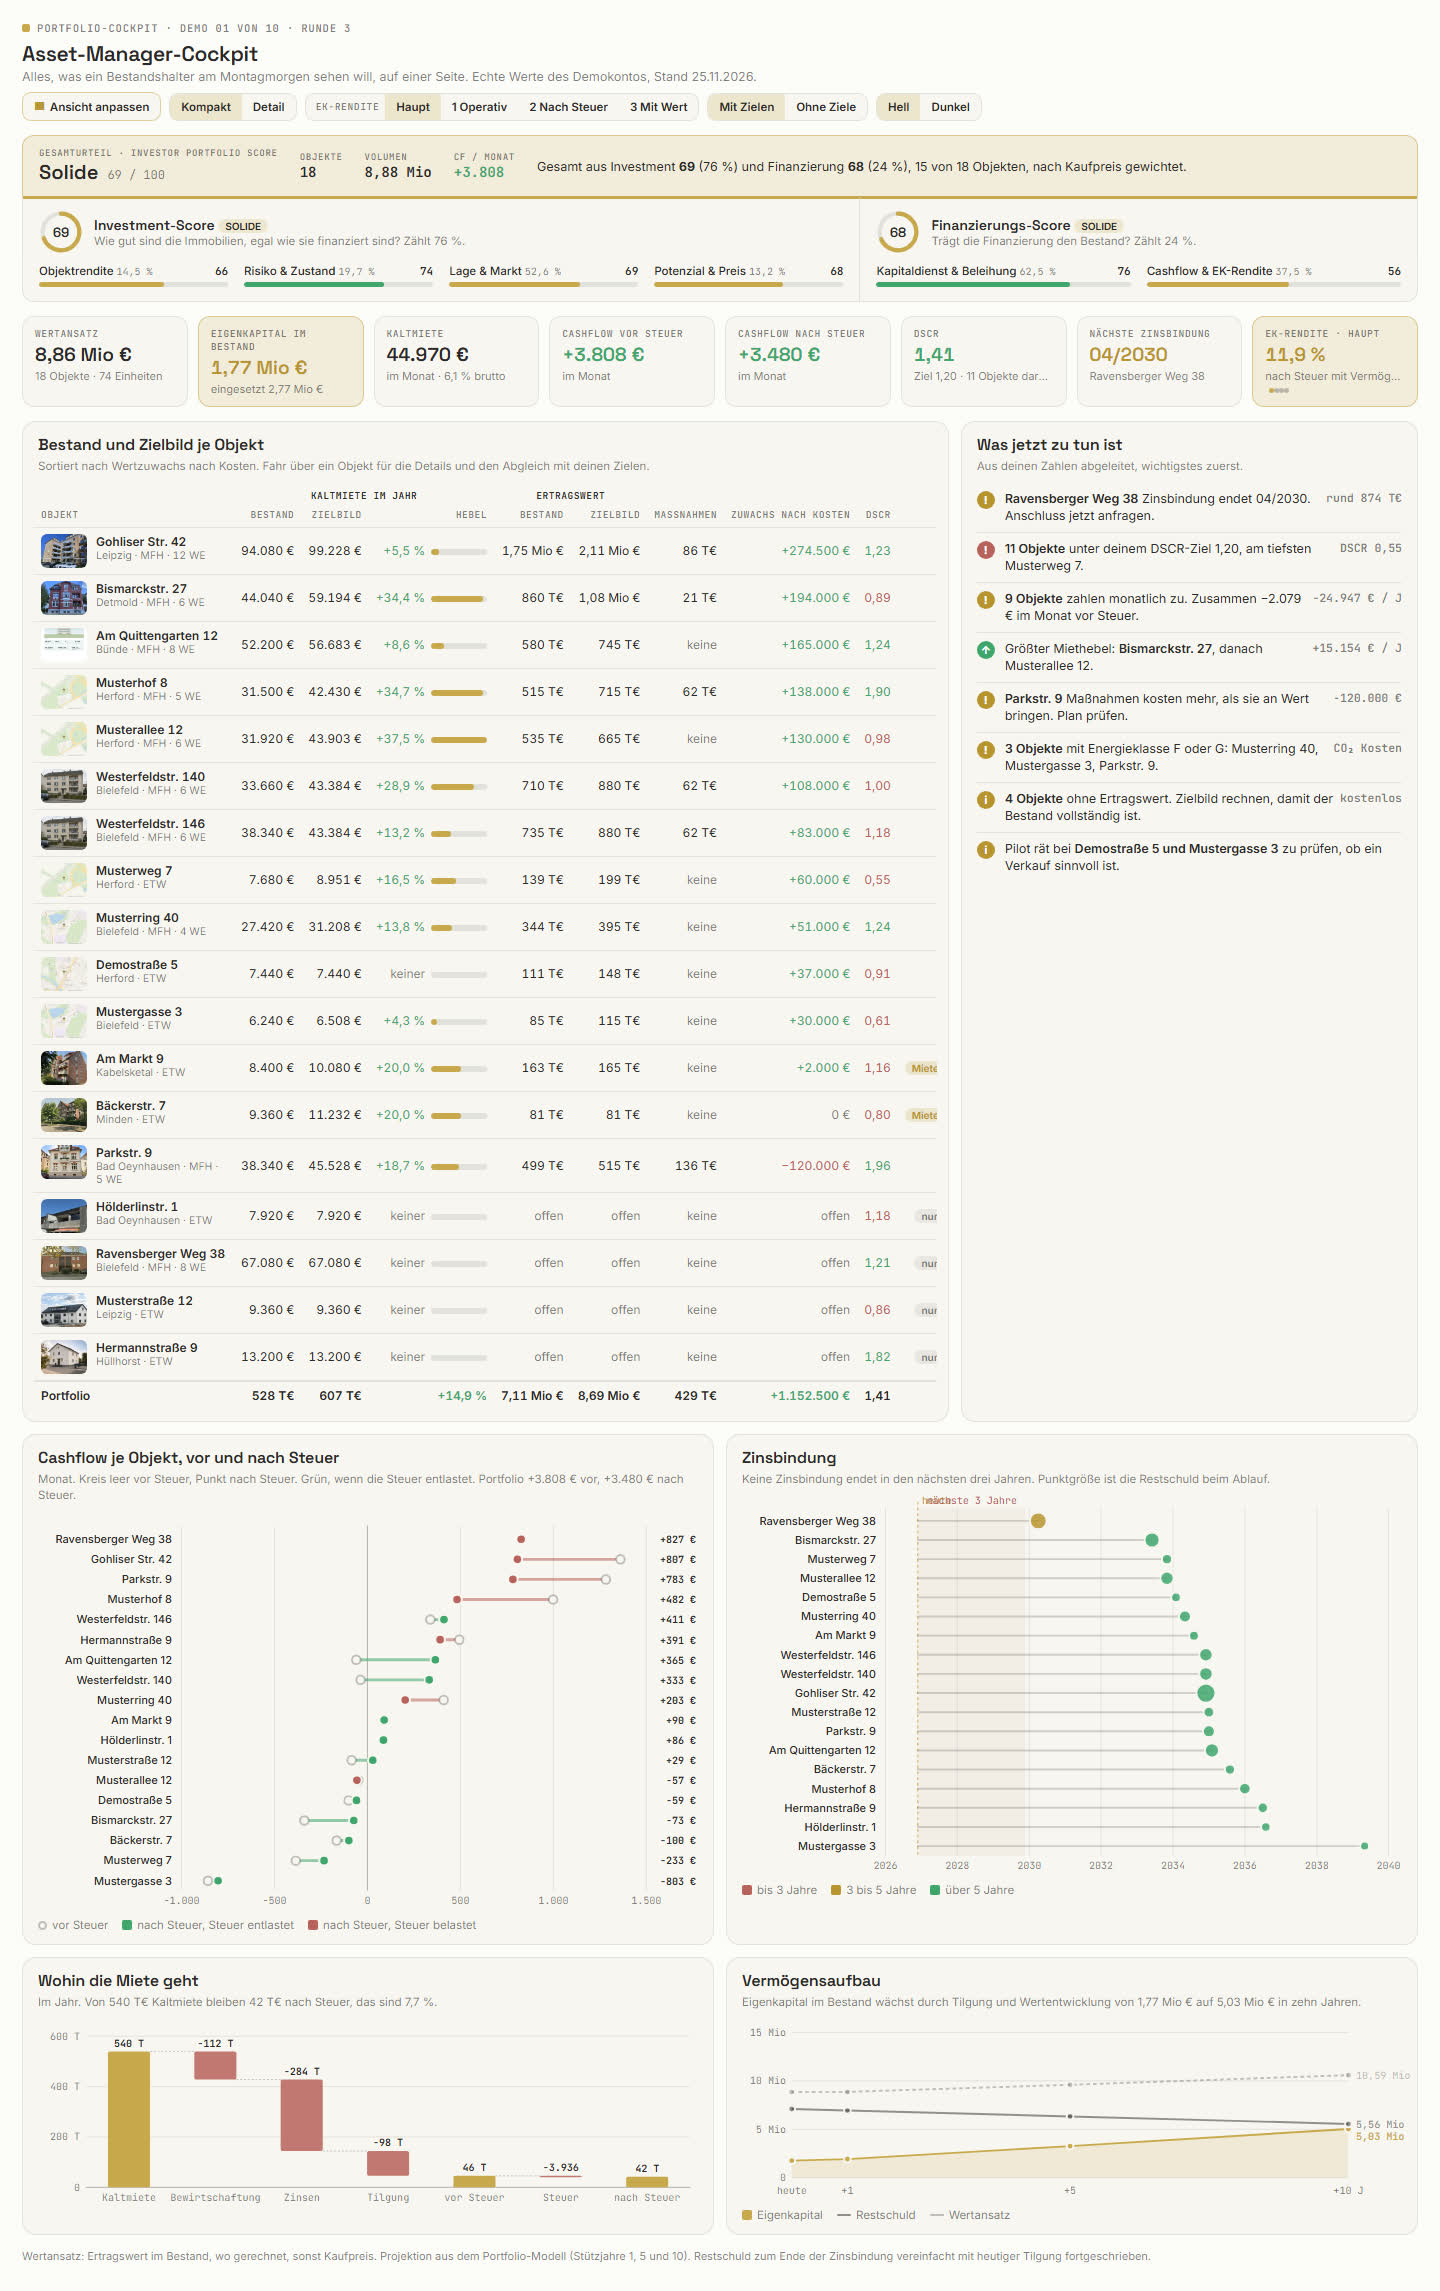 PORTFOLIO-COCKPIT · DEMO 01 VON 10 · RUNDE 3
Asset-Manager-Cockpit
Alles, was ein Bestandshalter am Montagmorgen sehen will, auf einer Seite. Echte Werte des Demokontos, Stand 25.11.2026.
Ansicht anpassen Kompakt Detail EK-RENDITE Haupt 1 Operativ 2 Nach Steuer 3 Mit Wert Mit Zielen Ohne Ziele Hell Dunkel
GESAMTURTEIL · INVESTOR PORTFOLIO SCORE
Solide 69 / 100
OBJEKTE
18
VOLUMEN
8,88 Mio
CF / MONAT
+3.808
Gesamt aus Investment 69 (76 %) und Finanzierung 68 (24 %), 15 von 18 Objekten, nach Kaufpreis gewichtet.
69
Investment-Score SOLIDE
Wie gut sind die Immobilien, egal wie sie finanziert sind? Zählt 76 %.
Objektrendite 14,5 % 66
Risiko & Zustand 19,7 % 74
Lage & Markt 52,6 % 69
Potenzial & Preis 13,2 % 68
68
Finanzierungs-Score SOLIDE
Trägt die Finanzierung den Bestand? Zählt 24 %.
Kapitaldienst & Beleihung 62,5 % 76
Cashflow & EK-Rendite 37,5 % 56
WERTANSATZ
8,86 Mio €
18 Objekte · 74 Einheiten
EIGENKAPITAL IM
BESTAND
1,77 Mio €
eingesetzt 2,77 Mio €
KALTMIETE
44.970 €
im Monat · 6,1 % brutto
CASHFLOW VOR STEUER
+3.808 €
im Monat
CASHFLOW NACH STEUER
+3.480 €
im Monat
DSCR
1,41
Ziel 1,20 · 11 Objekte dar...
NÄCHSTE ZINSBINDUNG
04/2030
Ravensberger Weg 38
EK-RENDITE · HAUPT
11,9 %
nach Steuer mit Vermög...
Bestand und Zielbild je Objekt
Sortiert nach Wertzuwachs nach Kosten. Fahr über ein Objekt für die Details und den Abgleich mit deinen Zielen.
KALTMIETE IM JAHR ERTRAGSWERT
OBJEKT BESTAND ZIELBILD HEBEL BESTAND ZIELBILD MASSNAHMEN ZUWACHS NACH KOSTEN DSCR
Gohliser Str. 42
Leipzig · MFH · 12 WE
94.080 € 99.228 € +5,5 % 1,75 Mio € 2,11 Mio € 86 T€ +274.500 € 1,23
Bismarckstr. 27
Detmold · MFH · 6 WE
44.040 € 59.194 € +34,4 % 860 T€ 1,08 Mio € 21 T€ +194.000 € 0,89
Am Quittengarten 12
Bünde · MFH · 8 WE
52.200 € 56.683 € +8,6 % 580 T€ 745 T€ keine +165.000 € 1,24
Musterhof 8
Herford · MFH · 5 WE
31.500 € 42.430 € +34,7 % 515 T€ 715 T€ 62 T€ +138.000 € 1,90
Musterallee 12
Herford · MFH · 6 WE
31.920 € 43.903 € +37,5 % 535 T€ 665 T€ keine +130.000 € 0,98
Westerfeldstr. 140
Bielefeld · MFH · 6 WE
33.660 € 43.384 € +28,9 % 710 T€ 880 T€ 62 T€ +108.000 € 1,00
Westerfeldstr. 146
Bielefeld · MFH · 6 WE
38.340 € 43.384 € +13,2 % 735 T€ 880 T€ 62 T€ +83.000 € 1,18
Musterweg 7
Herford · ETW
7.680 € 8.951 € +16,5 % 139 T€ 199 T€ keine +60.000 € 0,55
Musterring 40
Bielefeld · MFH · 4 WE
27.420 € 31.208 € +13,8 % 344 T€ 395 T€ keine +51.000 € 1,24
Demostraße 5
Herford · ETW
7.440 € 7.440 € keiner 111 T€ 148 T€ keine +37.000 € 0,91
Mustergasse 3
Bielefeld · ETW
6.240 € 6.508 € +4,3 % 85 T€ 115 T€ keine +30.000 € 0,61
Am Markt 9
Kabelsketal · ETW
8.400 € 10.080 € +20,0 % 163 T€ 165 T€ keine +2.000 € 1,16 Miete
Bäckerstr. 7
Minden · ETW
9.360 € 11.232 € +20,0 % 81 T€ 81 T€ keine 0 € 0,80 Miete
Parkstr. 9
Bad Oeynhausen · MFH ·
5 WE
38.340 € 45.528 € +18,7 % 499 T€ 515 T€ 136 T€ −120.000 € 1,96
Hölderlinstr. 1
Bad Oeynhausen · ETW
7.920 € 7.920 € keiner offen offen keine offen 1,18 nur
Ravensberger Weg 38
Bielefeld · MFH · 8 WE
67.080 € 67.080 € keiner offen offen keine offen 1,21 nur
Musterstraße 12
Leipzig · ETW
9.360 € 9.360 € keiner offen offen keine offen 0,86 nur
Hermannstraße 9
Hüllhorst · ETW
13.200 € 13.200 € keiner offen offen keine offen 1,82 nur
Portfolio 528 T€ 607 T€ +14,9 % 7,11 Mio € 8,69 Mio € 429 T€ +1.152.500 € 1,41
Was jetzt zu tun ist
Aus deinen Zahlen abgeleitet, wichtigstes zuerst.
! Ravensberger Weg 38 Zinsbindung endet 04/2030. rund 874 T€
Anschluss jetzt anfragen.
! 11 Objekte unter deinem DSCR-Ziel 1,20, am tiefsten DSCR 0,55
Musterweg 7.
! 9 Objekte zahlen monatlich zu. Zusammen −2.079 -24.947 € / J
€ im Monat vor Steuer.
Größter Miethebel: Bismarckstr. 27, danach +15.154 € / J
Musterallee 12.
! Parkstr. 9 Maßnahmen kosten mehr, als sie an Wert -120.000 €
bringen. Plan prüfen.
! 3 Objekte mit Energieklasse F oder G: Musterring 40, CO₂ Kosten
Mustergasse 3, Parkstr. 9.
i 4 Objekte ohne Ertragswert. Zielbild rechnen, damit der kostenlos
Bestand vollständig ist.
i Pilot rät bei Demostraße 5 und Mustergasse 3 zu prüfen, ob ein
Verkauf sinnvoll ist.
Cashflow je Objekt, vor und nach Steuer
Monat. Kreis leer vor Steuer, Punkt nach Steuer. Grün, wenn die Steuer entlastet. Portfolio +3.808 € vor, +3.480 € nach
Steuer.
Ravensberger Weg 38 +827 €
Gohliser Str. 42 +807 €
Parkstr. 9 +783 €
Musterhof 8 +482 €
Westerfeldstr. 146 +411 €
Hermannstraße 9 +391 €
Am Quittengarten 12 +365 €
Westerfeldstr. 140 +333 €
Musterring 40 +203 €
Am Markt 9 +90 €
Hölderlinstr. 1 +86 €
Musterstraße 12 +29 €
Musterallee 12 -57 €
Demostraße 5 -59 €
Bismarckstr. 27 -73 €
Bäckerstr. 7 -100 €
Musterweg 7 -233 €
Mustergasse 3 -803 €
-1.000 -500 0 500 1.000 1.500
vor Steuer nach Steuer, Steuer entlastet nach Steuer, Steuer belastet
Zinsbindung
Keine Zinsbindung endet in den nächsten drei Jahren. Punktgröße ist die Restschuld beim Ablauf.
heute nächste 3 Jahre
Ravensberger Weg 38
Bismarckstr. 27
Musterweg 7
Musterallee 12
Demostraße 5
Musterring 40
Am Markt 9
Westerfeldstr. 146
Westerfeldstr. 140
Gohliser Str. 42
Musterstraße 12
Parkstr. 9
Am Quittengarten 12
Bäckerstr. 7
Musterhof 8
Hermannstraße 9
Hölderlinstr. 1
Mustergasse 3
2026 2028 2030 2032 2034 2036 2038 2040
bis 3 Jahre 3 bis 5 Jahre über 5 Jahre
Wohin die Miete geht
Im Jahr. Von 540 T€ Kaltmiete bleiben 42 T€ nach Steuer, das sind 7,7 %.
600 T
400 T
200 T
0
540 T -112 T -284 T -98 T 46 T -3.936 42 T
Kaltmiete Bewirtschaftung Zinsen Tilgung vor Steuer Steuer nach Steuer
Vermögensaufbau
Eigenkapital im Bestand wächst durch Tilgung und Wertentwicklung von 1,77 Mio € auf 5,03 Mio € in zehn Jahren.
15 Mio
10 Mio
5 Mio
0
10,59 Mio
5,56 Mio
5,03 Mio
heute +1 +5 +10 J
Eigenkapital Restschuld Wertansatz
Wertansatz: Ertragswert im Bestand, wo gerechnet, sonst Kaufpreis. Projektion aus dem Portfolio-Modell (Stützjahre 1, 5 und 10). Restschuld zum Ende der Zinsbindung vereinfacht mit heutiger Tilgung fortgeschrieben.